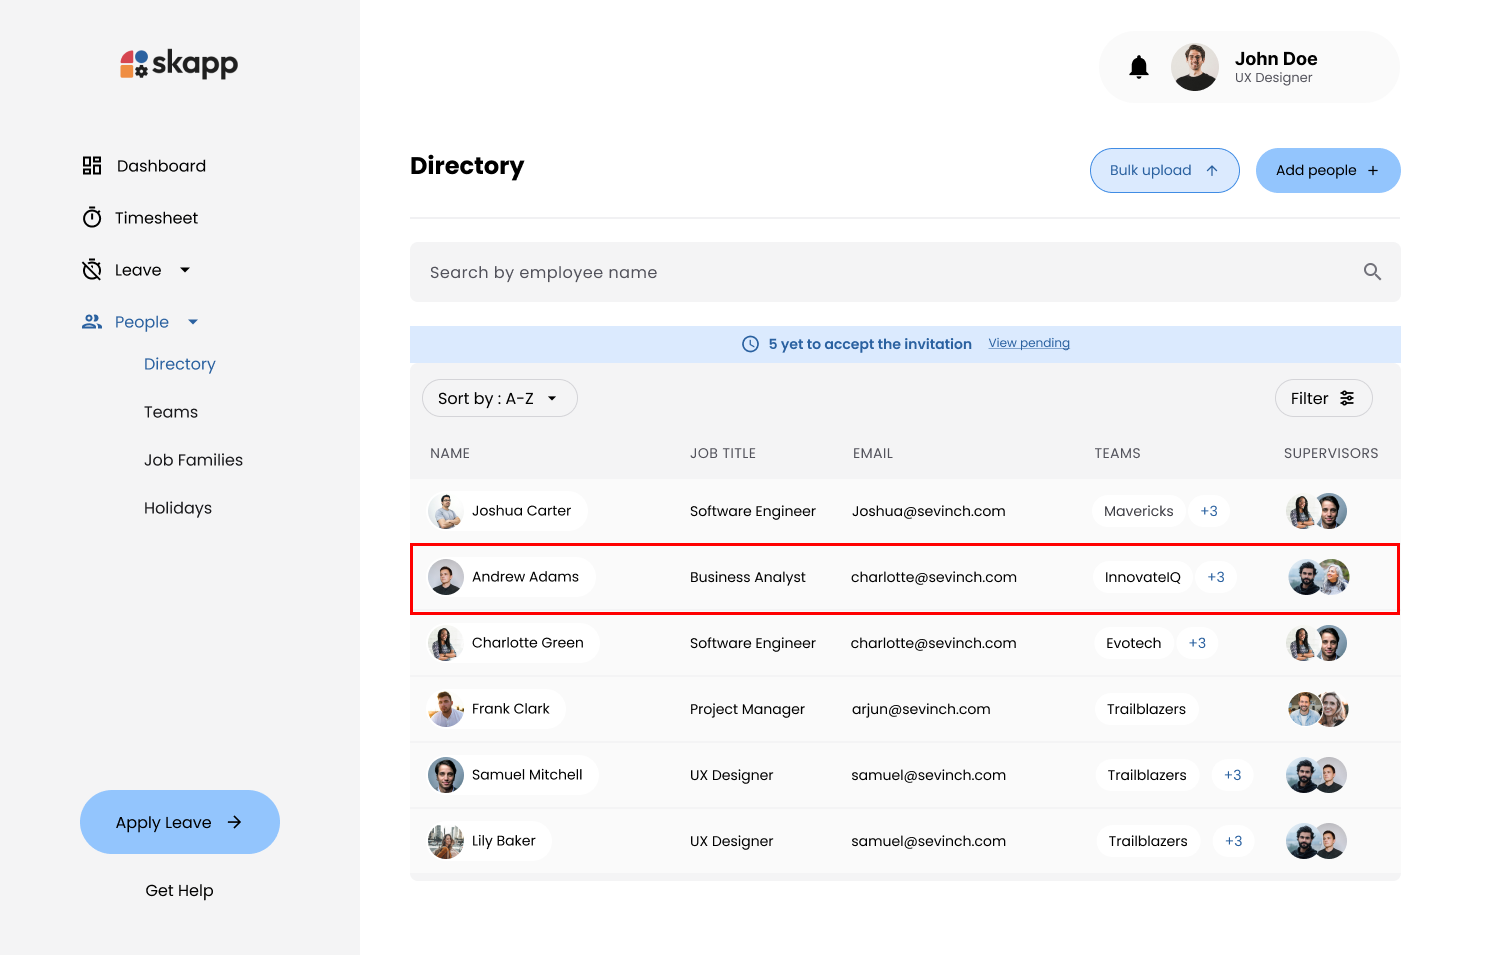 skapp
John Doe
UX Designer
Dashboard
Timesheet
Leave
People
Directory
Teams
Job Families
Holidays
Apply Leave
Get Help
Directory
Bulk upload
Add people +
Search by employee name
5 yet to accept the invitation View pending
Sort by : A-Z
Filter
NAME JOB TITLE EMAIL TEAMS SUPERVISORS
Joshua Carter Software Engineer Joshua@sevinch.com Mavericks +3
Andrew Adams Business Analyst charlotte@sevinch.com InnovateIQ +3
Charlotte Green Software Engineer charlotte@sevinch.com Evotech +3
Frank Clark Project Manager arjun@sevinch.com Trailblazers
Samuel Mitchell UX Designer samuel@sevinch.com Trailblazers +3
Lily Baker UX Designer samuel@sevinch.com Trailblazers +3